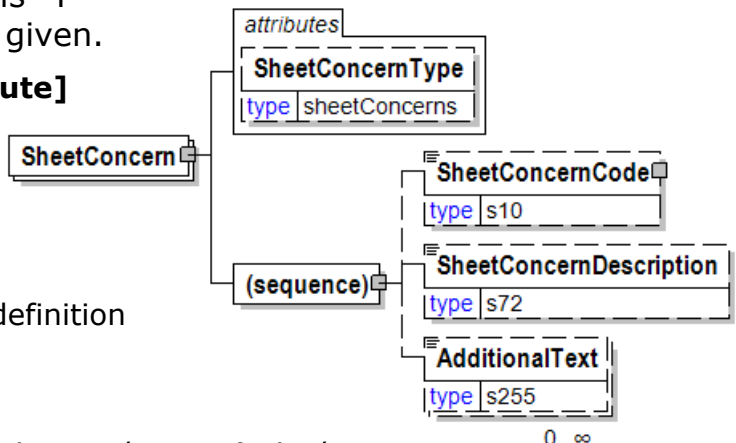 given.
attributes
ute]
SheetConcernType
type sheetConcerns
SheetConcern
SheetConcernCode
type s10
SheetConcernDescription
type s72
(sequence)
definition
AdditionalText
type s255
0 ∞